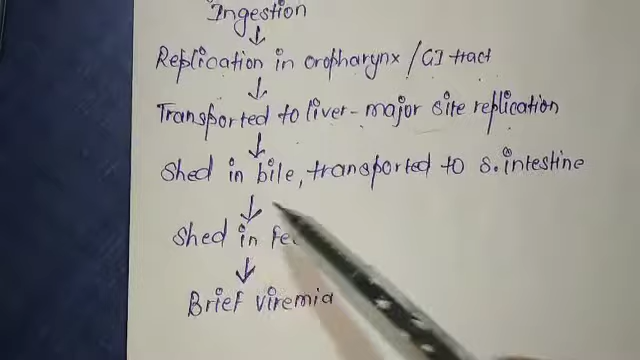 Ingestion
Replication in oropharynx / GI tract
Transported to liver - major site replication
Shed in bile, transported to s. intestine
Shed in
Brief viremia